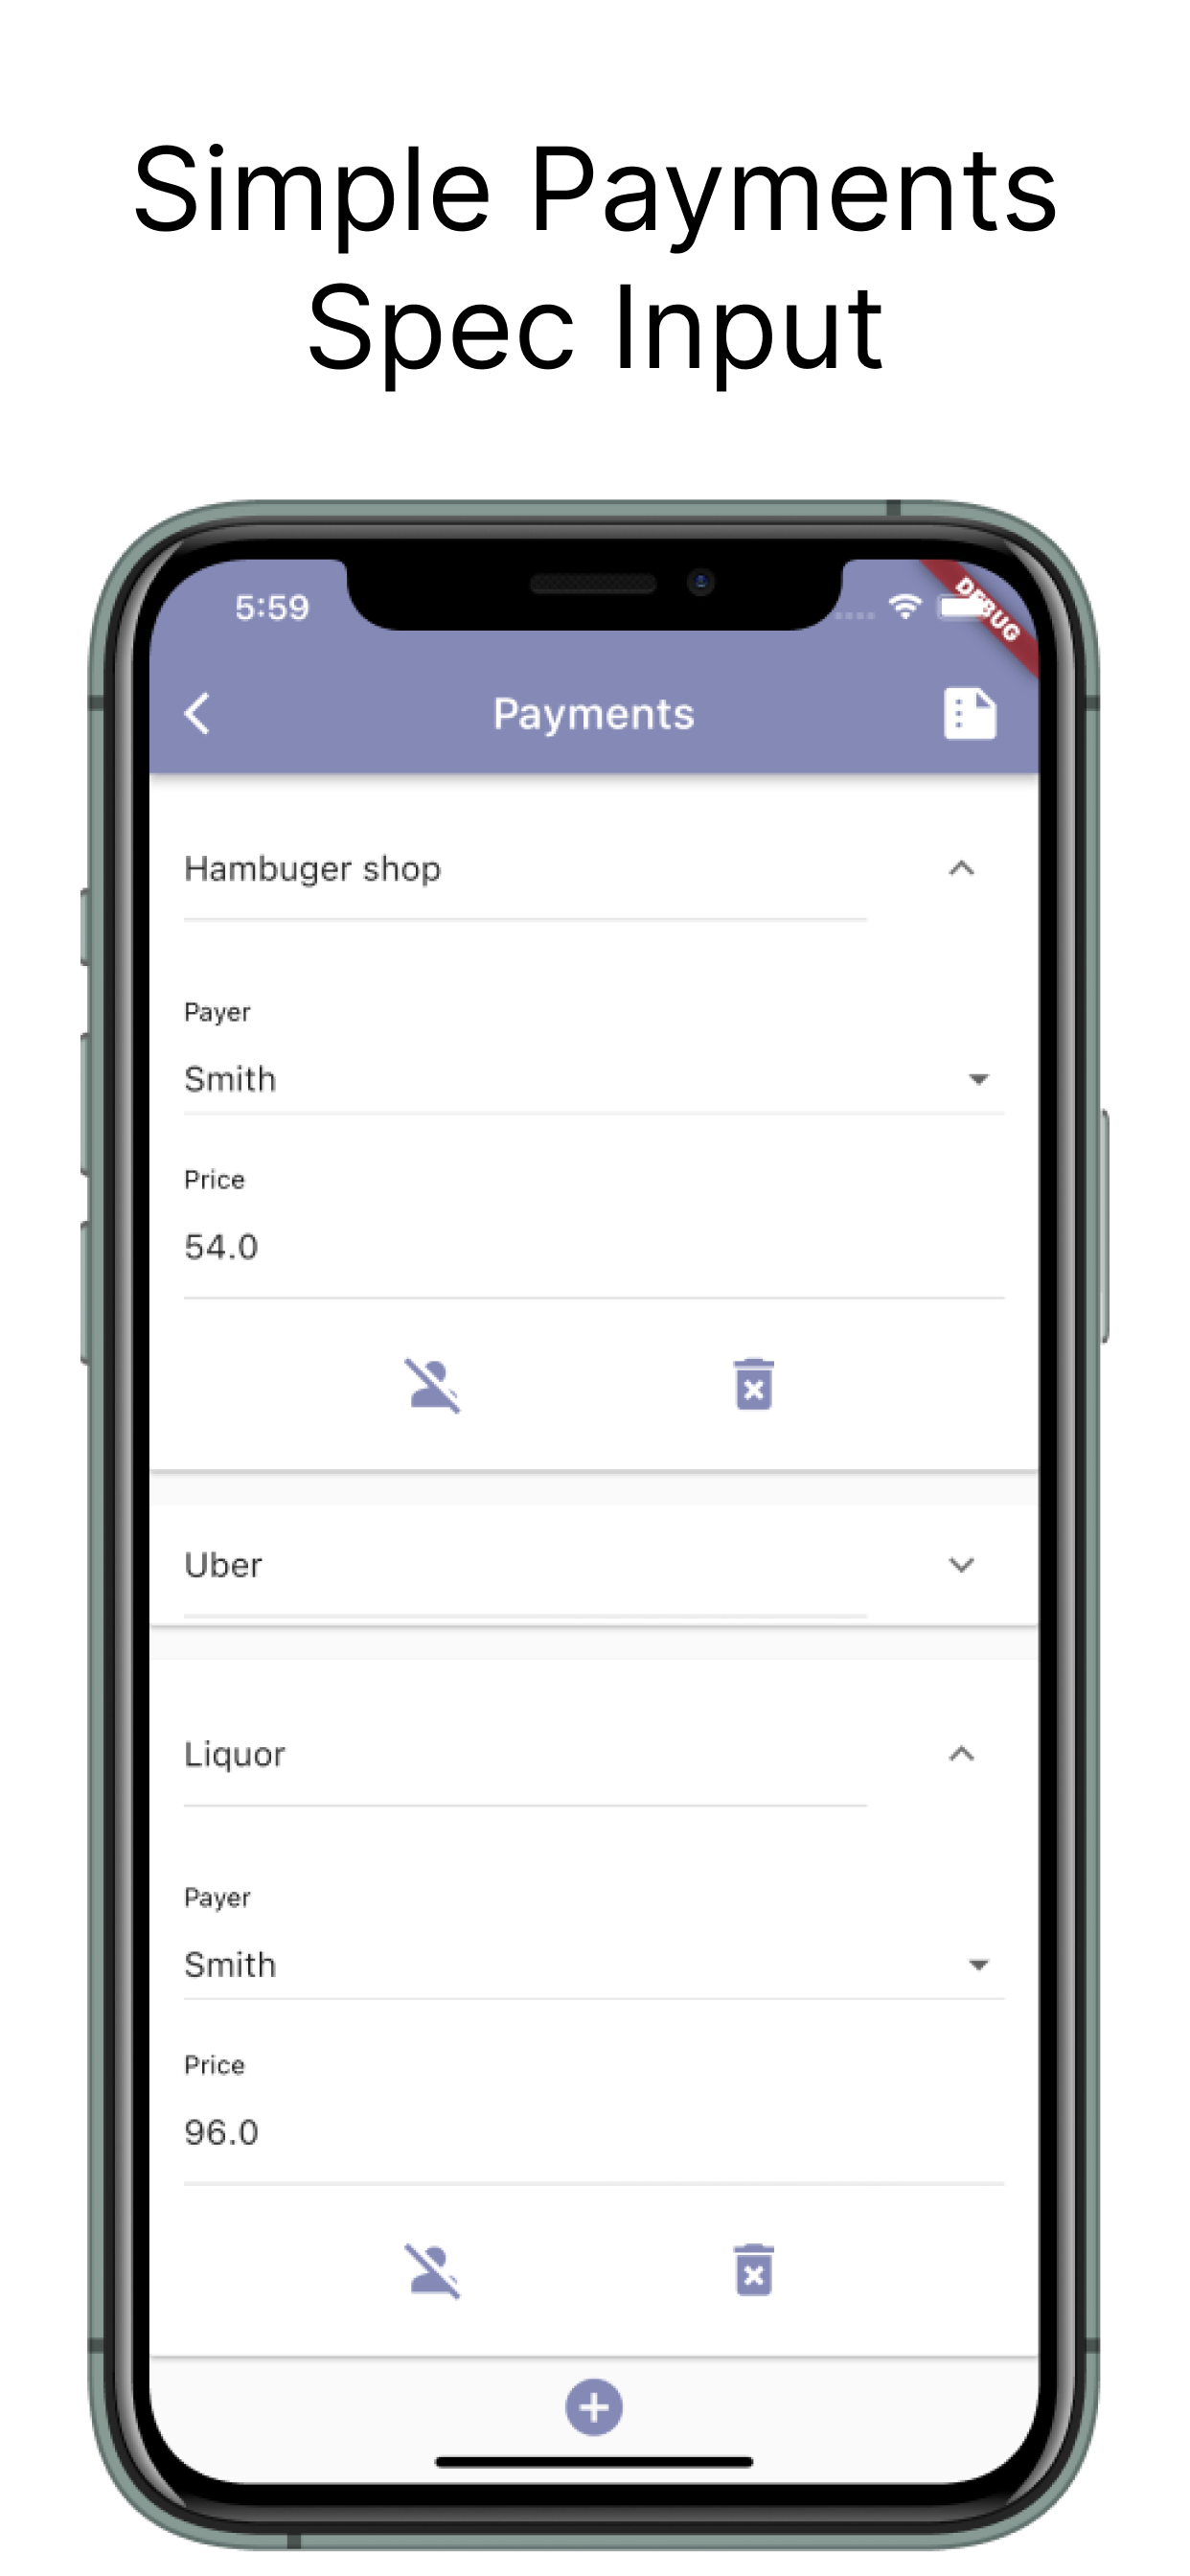 Simple Payments
Spec Input
5:59
DEBUG
Payments
Hambuger shop
Payer
Smith
Price
54.0
Uber
Liquor
Payer
Smith
Price
96.0